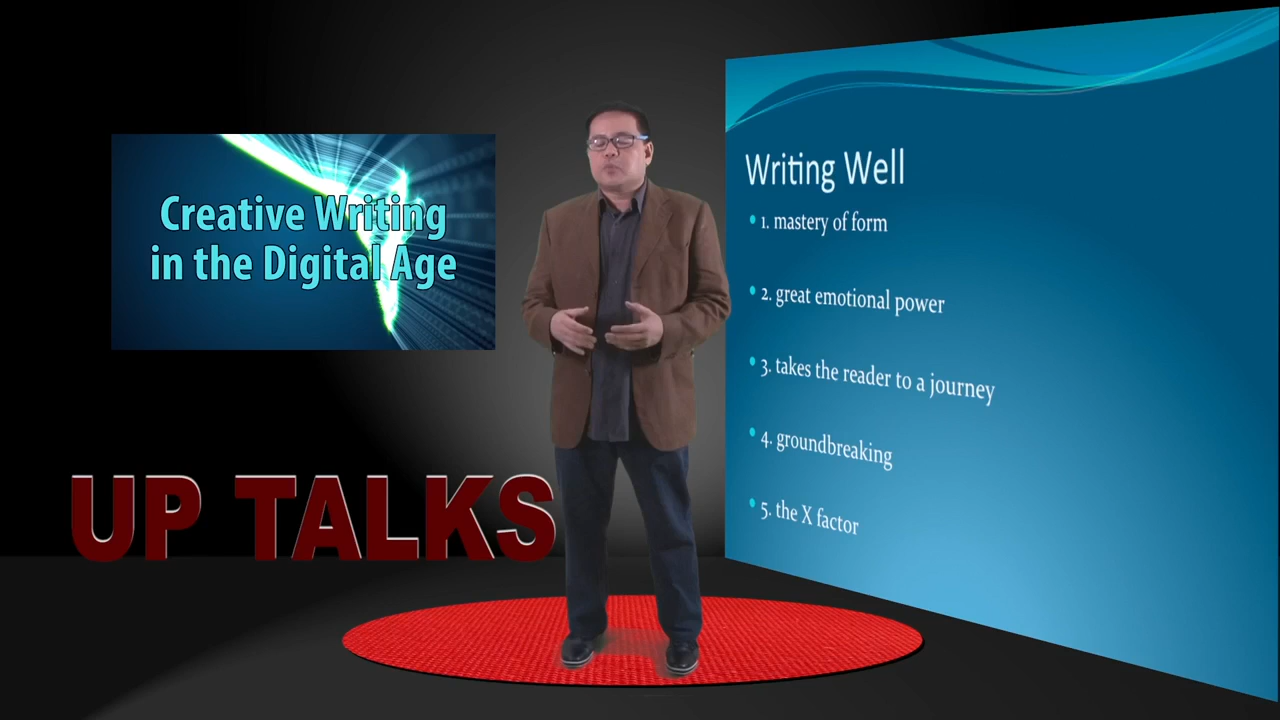 Creative Writing
in the Digital Age
UP TALKS
Writing Well
• 1. mastery of form
• 2. great emotional power
• 3. takes the reader to a journey
• 4. groundbreaking
• 5. the X factor